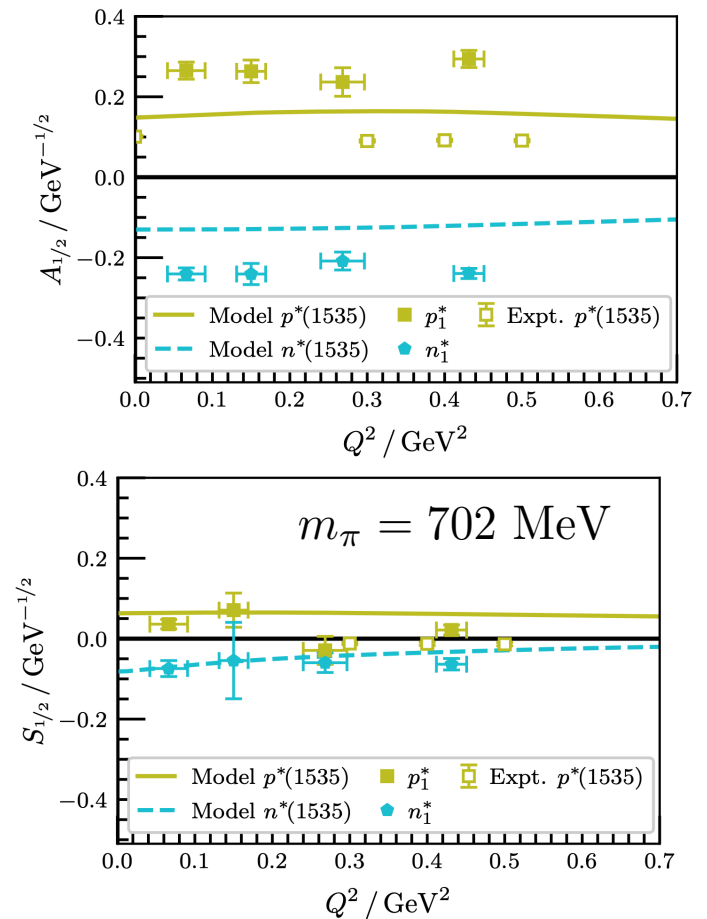 0.4
0.2
0.0
−0.2
−0.4
A1/2 / GeV−1/2
Model p*(1535)
Model n*(1535)
p*1
n*1
Expt. p*(1535)
0.0 0.1 0.2 0.3 0.4 0.5 0.6 0.7
Q2 / GeV2
0.4
0.2
0.0
−0.2
−0.4
S1/2 / GeV−1/2
mπ = 702 MeV
Model p*(1535)
Model n*(1535)
p*1
n*1
Expt. p*(1535)
0.0 0.1 0.2 0.3 0.4 0.5 0.6 0.7
Q2 / GeV2